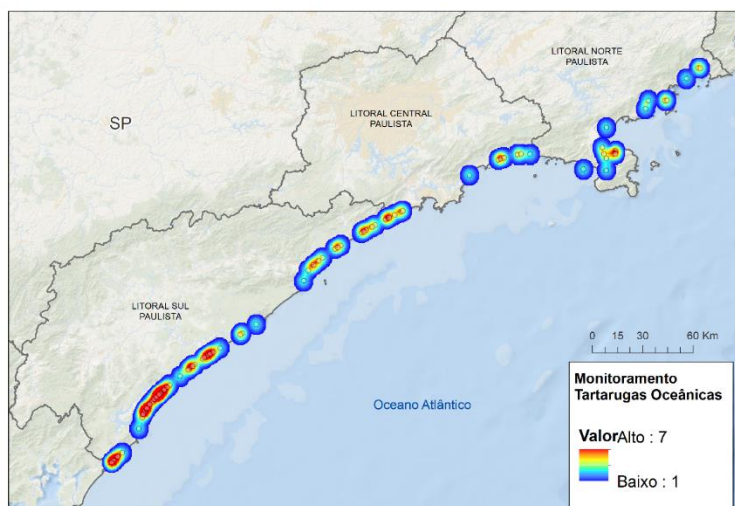 LITORAL NORTE
PAULISTA
LITORAL CENTRAL
PAULISTA
SP
LITORAL SUL
PAULISTA
0 15 30 60 Km
Oceano Atlântico
Monitoramento
Tartarugas Oceânicas
Valor Alto : 7
Baixo : 1